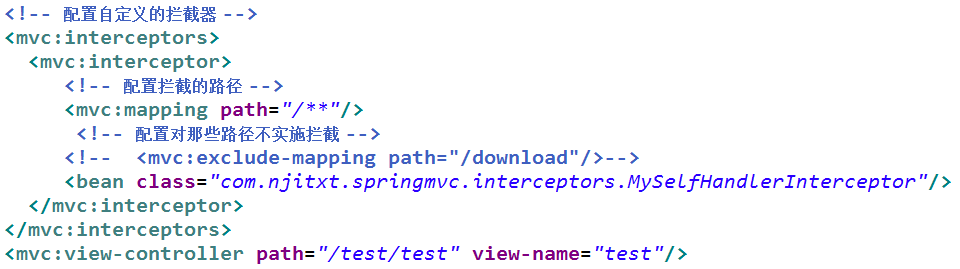 <!-- 配置自定义的拦截器 -->
<mvc:interceptors>
  <mvc:interceptor>
     <!-- 配置拦截的路径 -->
     <mvc:mapping path="/**"/>
      <!-- 配置对那些路径不实施拦截 -->
     <!--  <mvc:exclude-mapping path="/download"/>-->
     <bean class="com.njitxt.springmvc.interceptors.MySelfHandlerInterceptor"/>
  </mvc:interceptor>
</mvc:interceptors>
<mvc:view-controller path="/test/test" view-name="test"/>